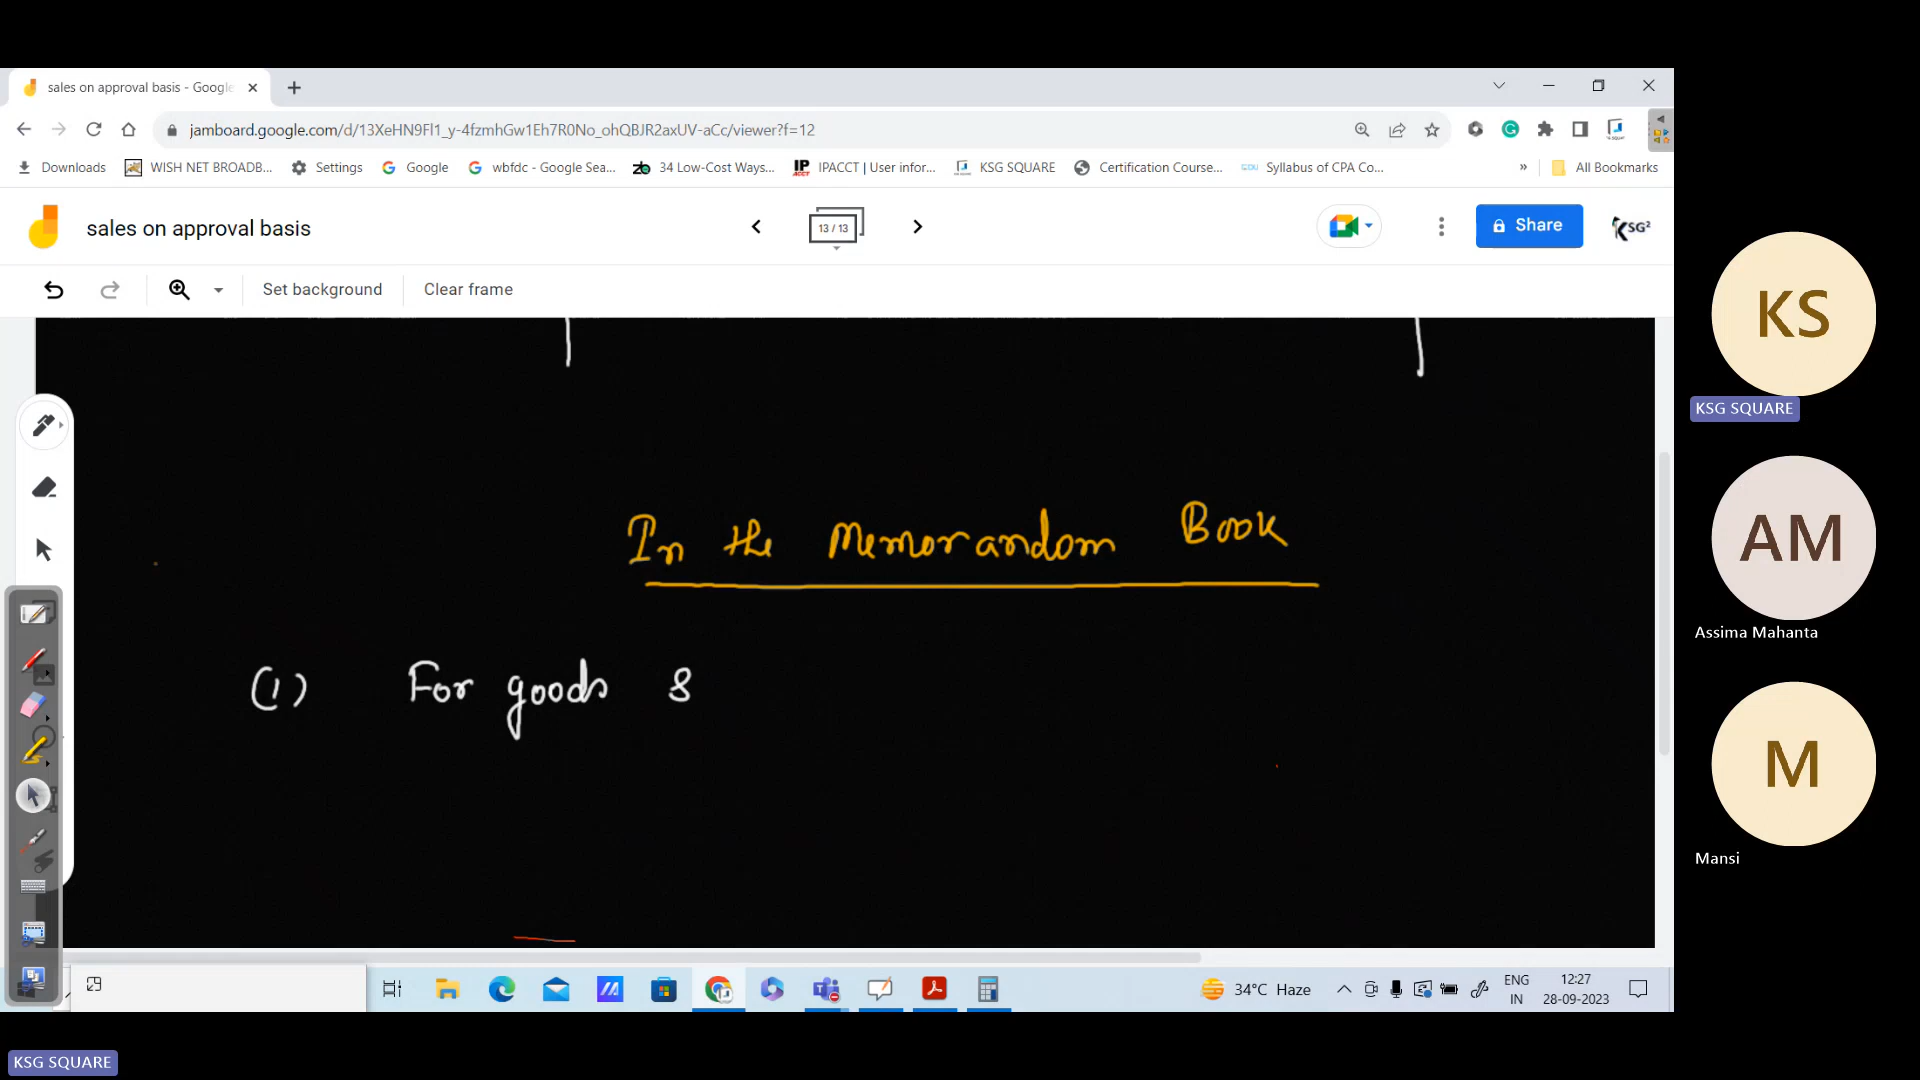 sales on approval basis - Google
jamboard.google.com/d/13XeHN9Fl1_y-4fzmhGw1Eh7R0No_ohQBJR2axUV-aCc/viewer?f=12
Downloads WISH NET BROADB... Settings Google wbfdc - Google Sea... 34 Low-Cost Ways... IPACCT | User infor... KSG SQUARE Certification Course... Syllabus of CPA Co... » All Bookmarks
sales on approval basis 13 / 13 Share KSG²
Set background Clear frame
In the Memorandom Book
(1) For goods s
KS
KSG SQUARE
AM
Assima Mahanta
M
Mansi
34°C Haze ENG IN 12:27 28-09-2023
KSG SQUARE